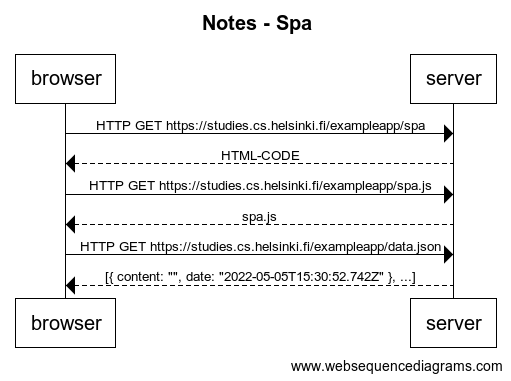 Notes - Spa
browser server
HTTP GET https://studies.cs.helsinki.fi/exampleapp/spa
HTML-CODE
HTTP GET https://studies.cs.helsinki.fi/exampleapp/spa.js
spa.js
HTTP GET https://studies.cs.helsinki.fi/exampleapp/data.json
[{ content: "", date: "2022-05-05T15:30:52.742Z" }, ...]
browser server
www.websequencediagrams.com